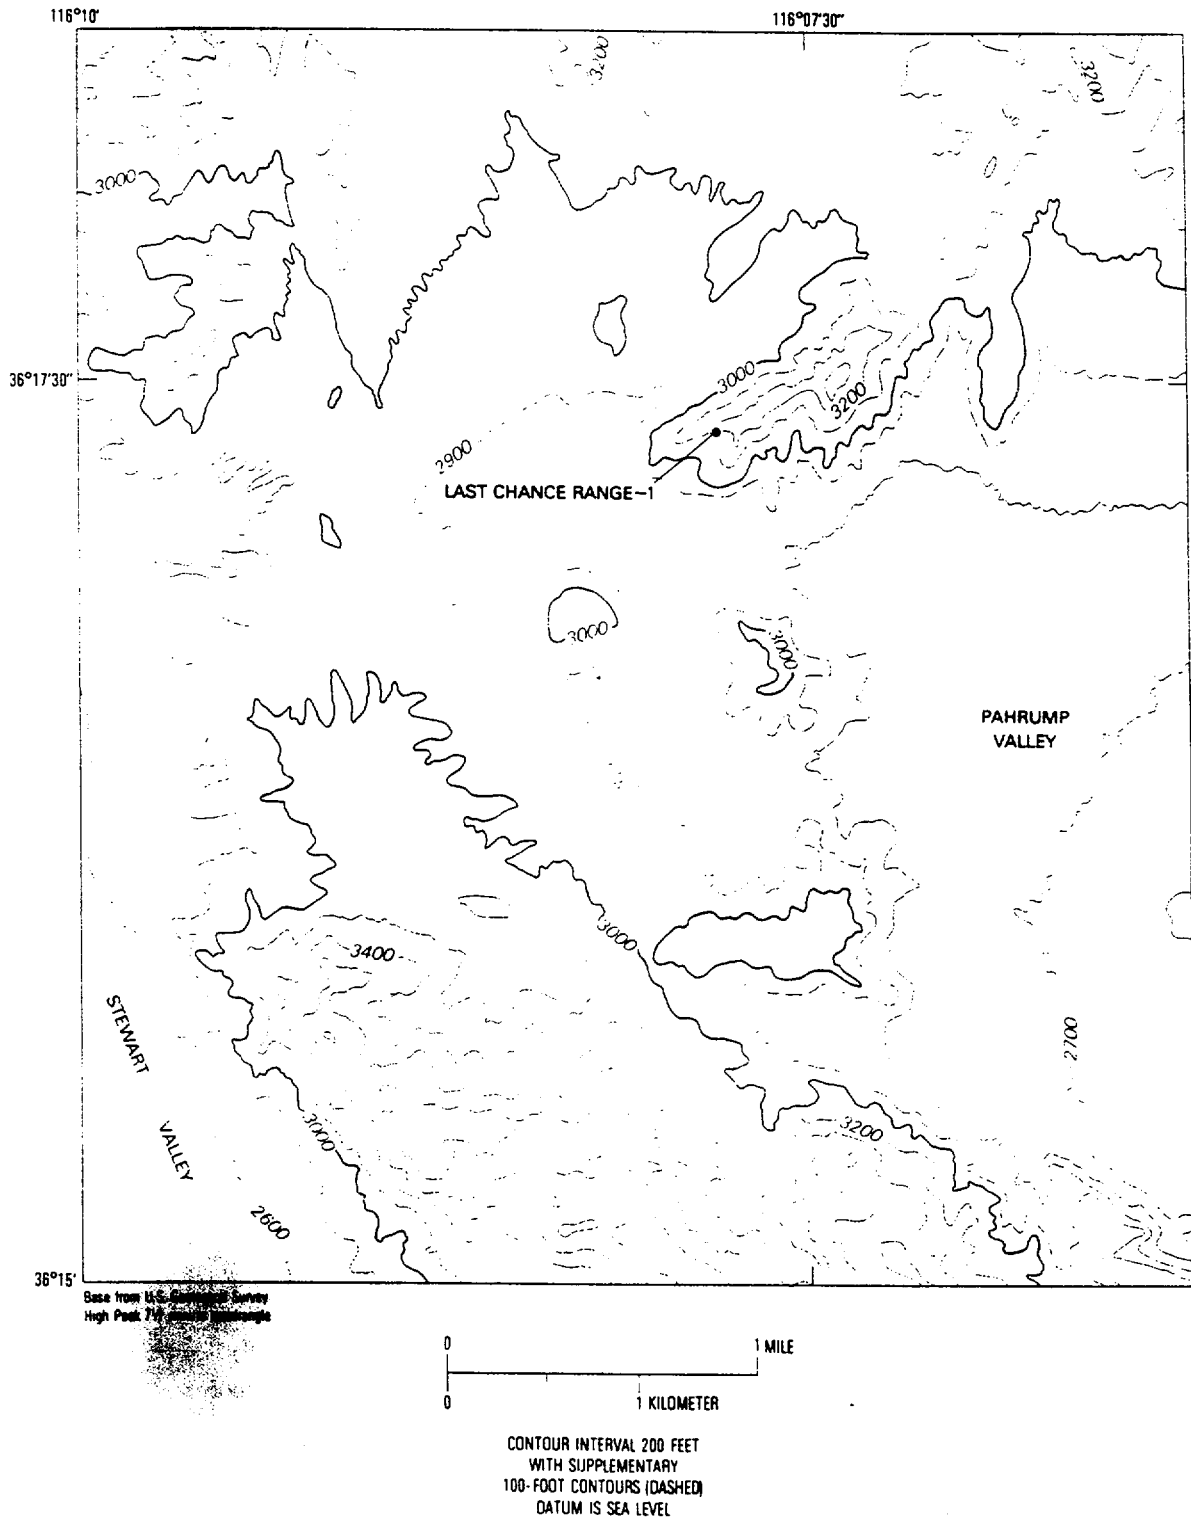 116°10'
116°07'30"
3200
3200
3000
36°17'30"
3000
3200
2900
LAST CHANCE RANGE-1
3000
3000
PAHRUMP
VALLEY
3000
3400
STEWART
VALLEY
2700
3000
3200
2600
36°15'
Base from U.S. Geological Survey
High Peak 7½ quadrangle
0 1 MILE
0 1 KILOMETER
CONTOUR INTERVAL 200 FEET
WITH SUPPLEMENTARY
100-FOOT CONTOURS (DASHED)
DATUM IS SEA LEVEL